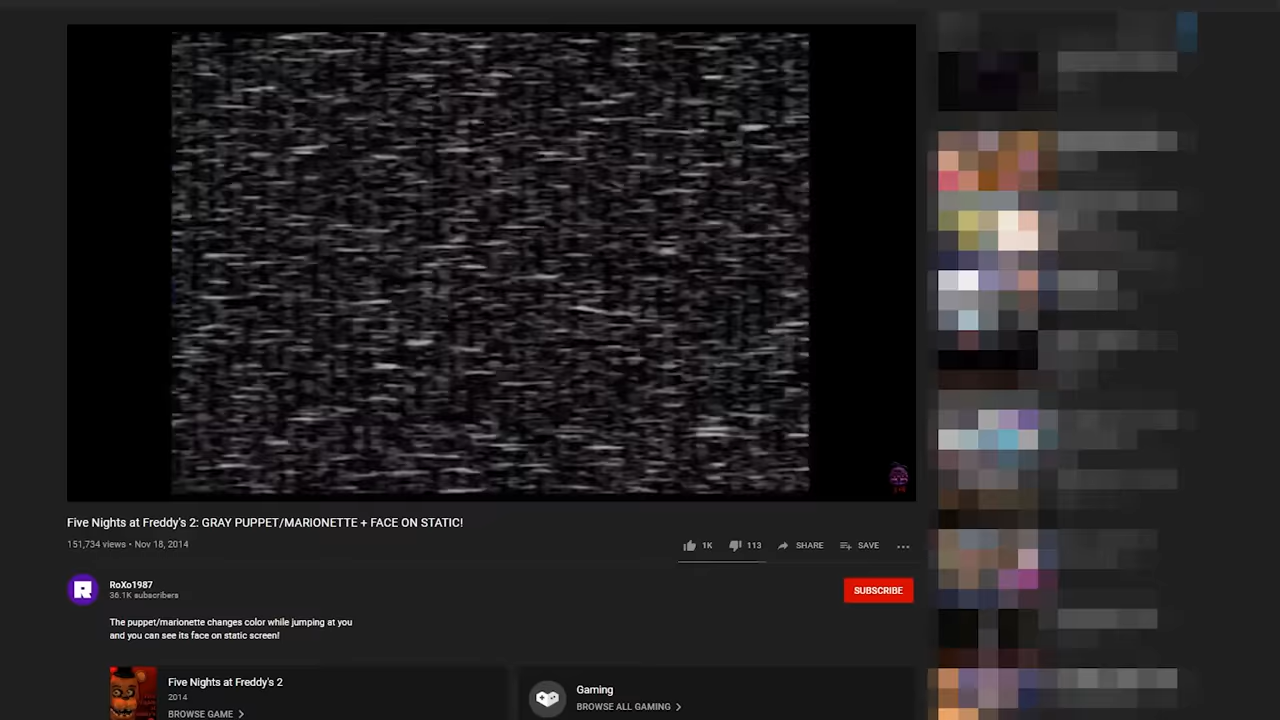 Five Nights at Freddy's 2: GRAY PUPPET/MARIONETTE + FACE ON STATIC!
151,734 views • Nov 18, 2014
1K 113 SHARE SAVE
RoXo1987
36.1K subscribers
SUBSCRIBE
The puppet/marionette changes color while jumping at you
and you can see its face on static screen!
Five Nights at Freddy's 2
2014
BROWSE GAME
Gaming
BROWSE ALL GAMING